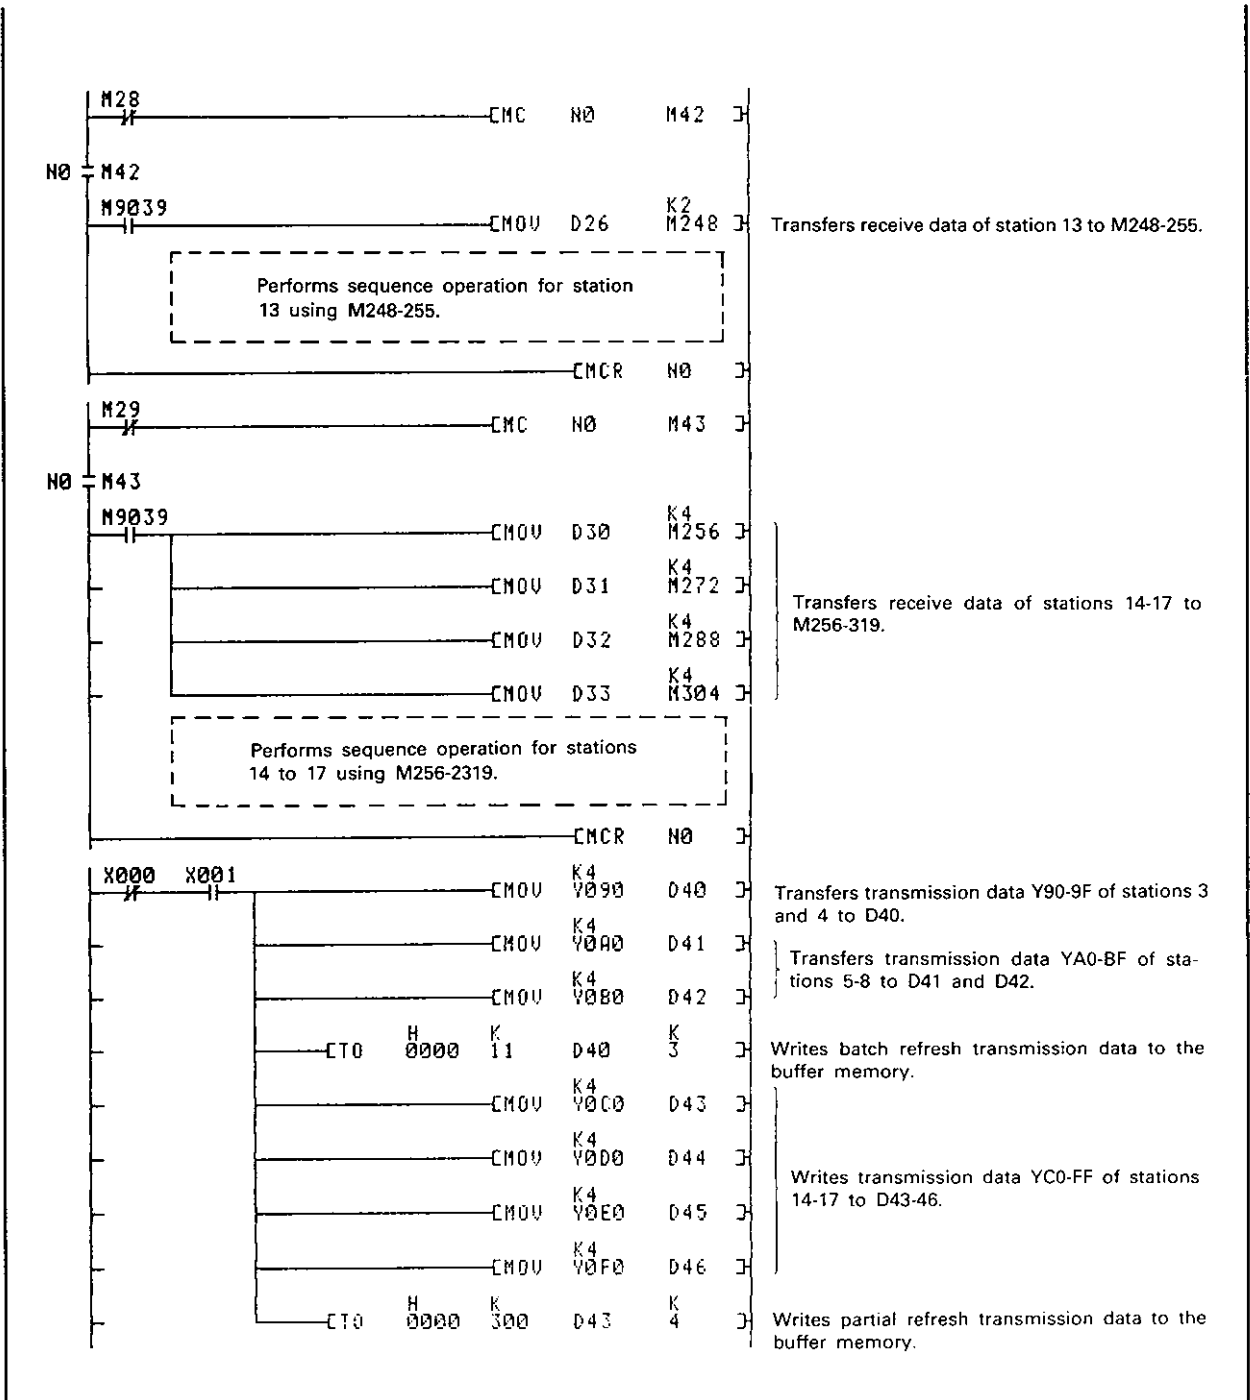 M28
[MC N0 M42 ]
N0 M42
M9039
[MOV D26 K2 M248 ]
Transfers receive data of station 13 to M248-255.
Performs sequence operation for station
13 using M248-255.
[MCR N0 ]
M29
[MC N0 M43 ]
N0 M43
M9039
[MOV D30 K4 M256 ]
[MOV D31 K4 M272 ]
[MOV D32 K4 M288 ]
[MOV D33 K4 M304 ]
Transfers receive data of stations 14-17 to
M256-319.
Performs sequence operation for stations
14 to 17 using M256-2319.
[MCR N0 ]
X000 X001
[MOV K4 Y090 D40 ]
Transfers transmission data Y90-9F of stations 3
and 4 to D40.
[MOV K4 Y0A0 D41 ]
[MOV K4 Y0B0 D42 ]
Transfers transmission data YA0-BF of sta-
tions 5-8 to D41 and D42.
[TO H 0000 K 11 D40 K 3 ]
Writes batch refresh transmission data to the
buffer memory.
[MOV K4 Y0C0 D43 ]
[MOV K4 Y0D0 D44 ]
[MOV K4 Y0E0 D45 ]
[MOV K4 Y0F0 D46 ]
Writes transmission data YC0-FF of stations
14-17 to D43-46.
[TO H 0000 K 300 D43 K 4 ]
Writes partial refresh transmission data to the
buffer memory.